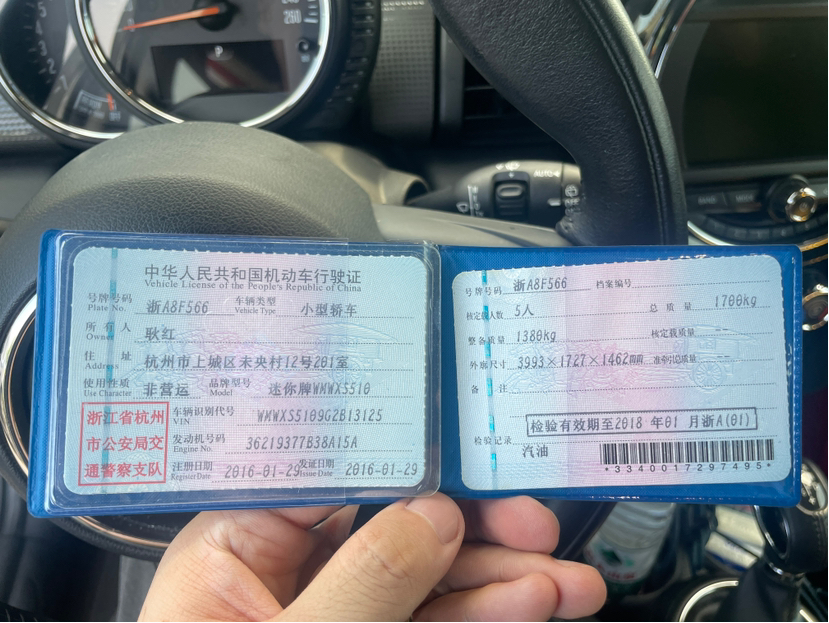 中华人民共和国机动车行驶证
Vehicle License of the People's Republic of China
号牌号码 Plate No. 浙A8F566 车辆类型 Vehicle Type 小型轿车
所有人 Owner 耿红
住址 Address 杭州市上城区未央村12号201室
使用性质 Use Character 非营运 品牌型号 Model 迷你牌WMWXS510
浙江省杭州
市公安局交
通警察支队
车辆识别代号 VIN WMWXS5109G2B13125
发动机号码 Engine No. 36219377B38A15A
注册日期 Register Date 2016-01-29 发证日期 Issue Date 2016-01-29
号牌号码 浙A8F566 档案编号
核定载人数 5人 总质量 1700kg
整备质量 1380kg 核定载质量 --
外廓尺寸 3993×1727×1462mm 准牵引总质量 --
备注
检验有效期至2018年01月浙A(01)
检验记录
汽油
*3340017297495*
260
P
AUTO